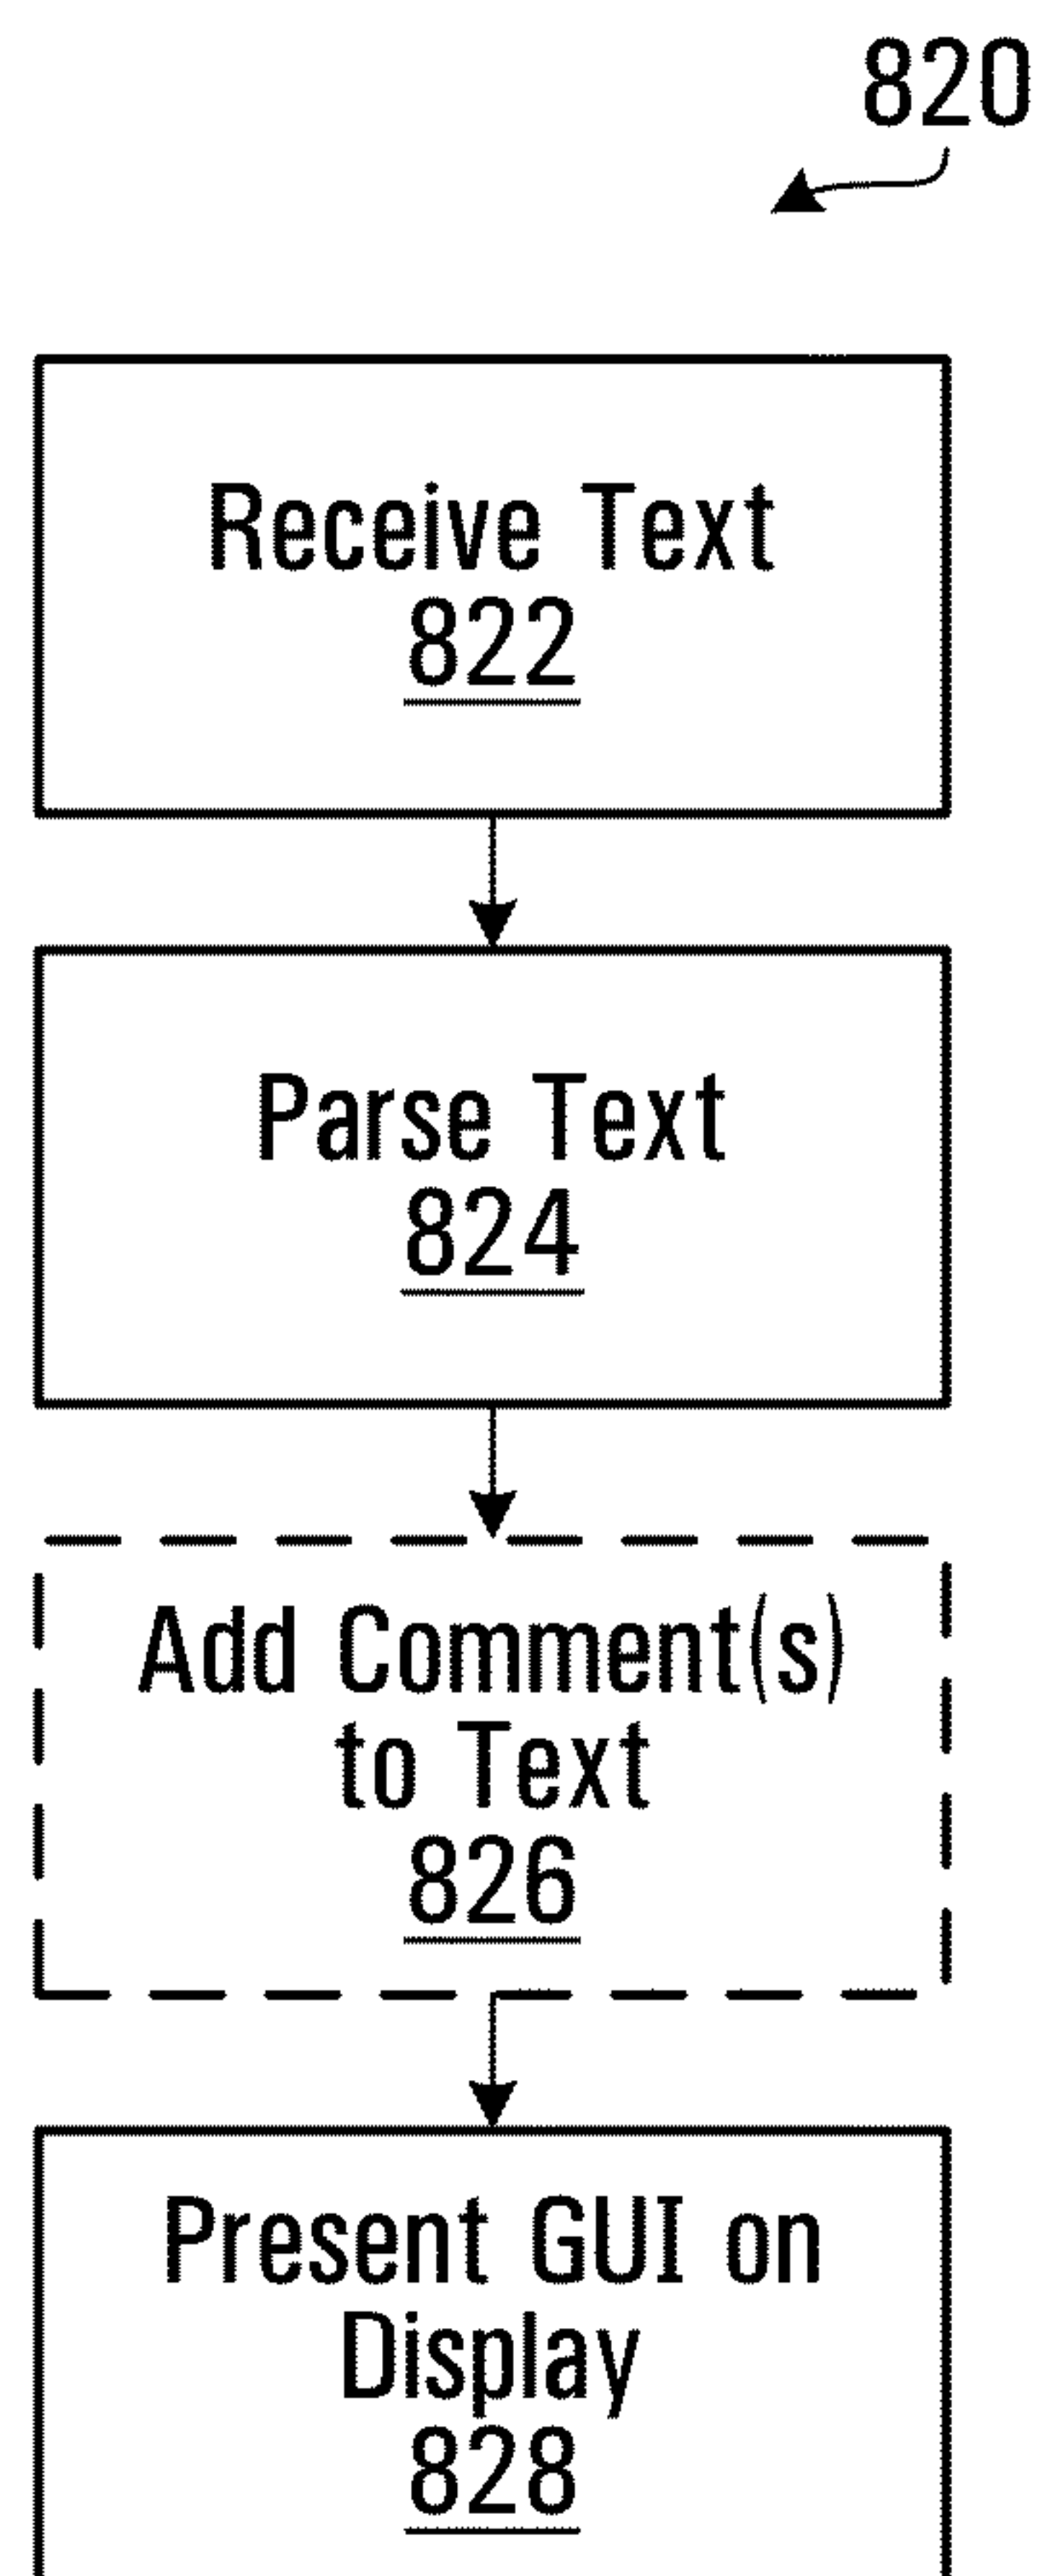 820
Receive Text
822
Parse Text
824
Add Comment(s)
to Text
826
Present GUI on
Display
828